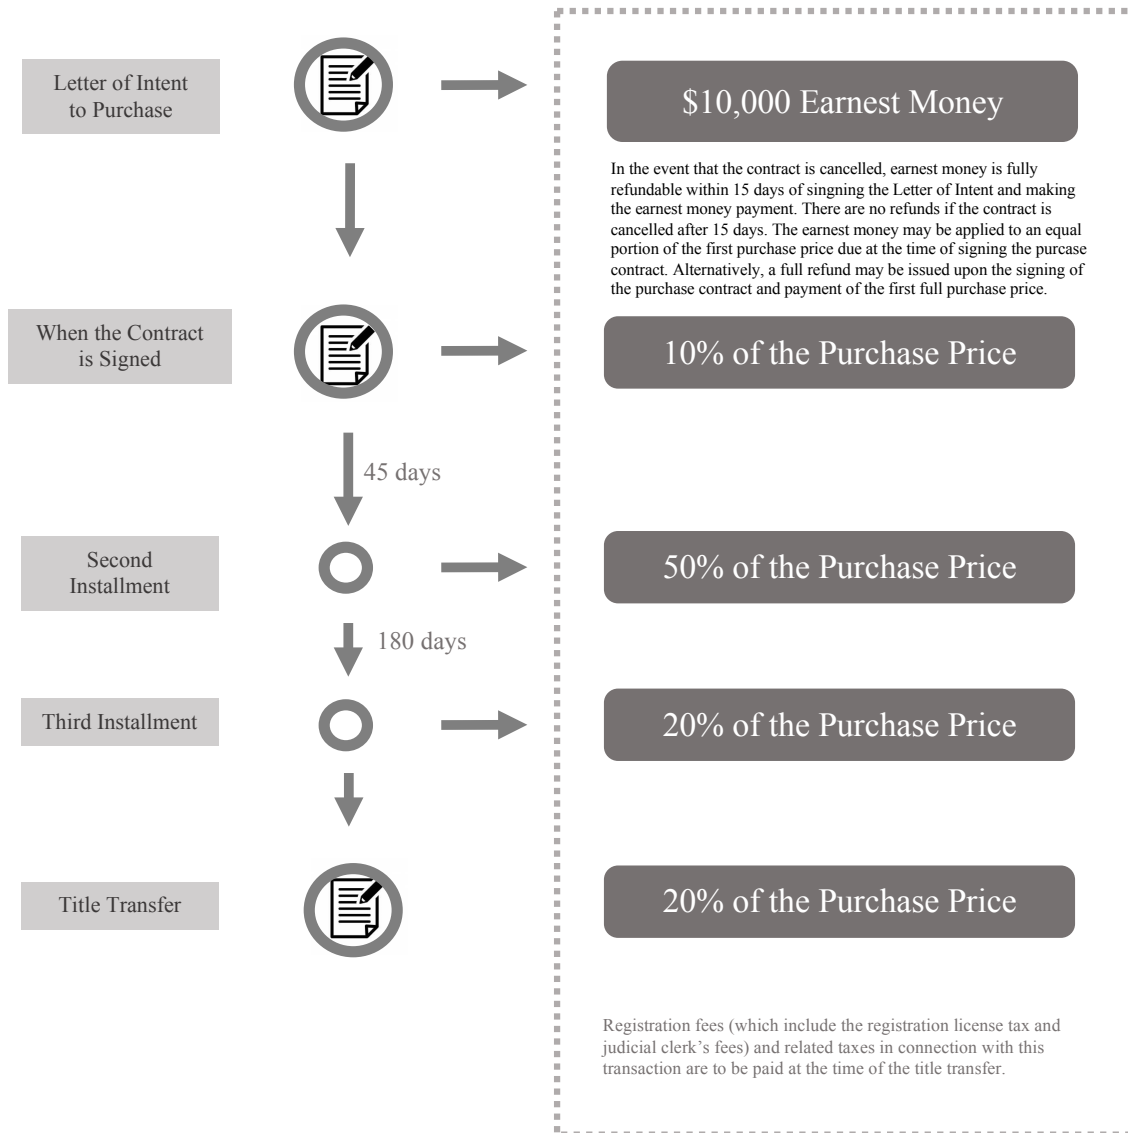 Letter of Intent
to Purchase
$10,000 Earnest Money
In the event that the contract is cancelled, earnest money is fully
refundable within 15 days of singning the Letter of Intent and making
the earnest money payment. There are no refunds if the contract is
cancelled after 15 days. The earnest money may be applied to an equal
portion of the first purchase price due at the time of signing the purcase
contract. Alternatively, a full refund may be issued upon the signing of
the purchase contract and payment of the first full purchase price.
When the Contract
is Signed
10% of the Purchase Price
45 days
Second
Installment
50% of the Purchase Price
180 days
Third Installment
20% of the Purchase Price
Title Transfer
20% of the Purchase Price
Registration fees (which include the registration license tax and
judicial clerk’s fees) and related taxes in connection with this
transaction are to be paid at the time of the title transfer.